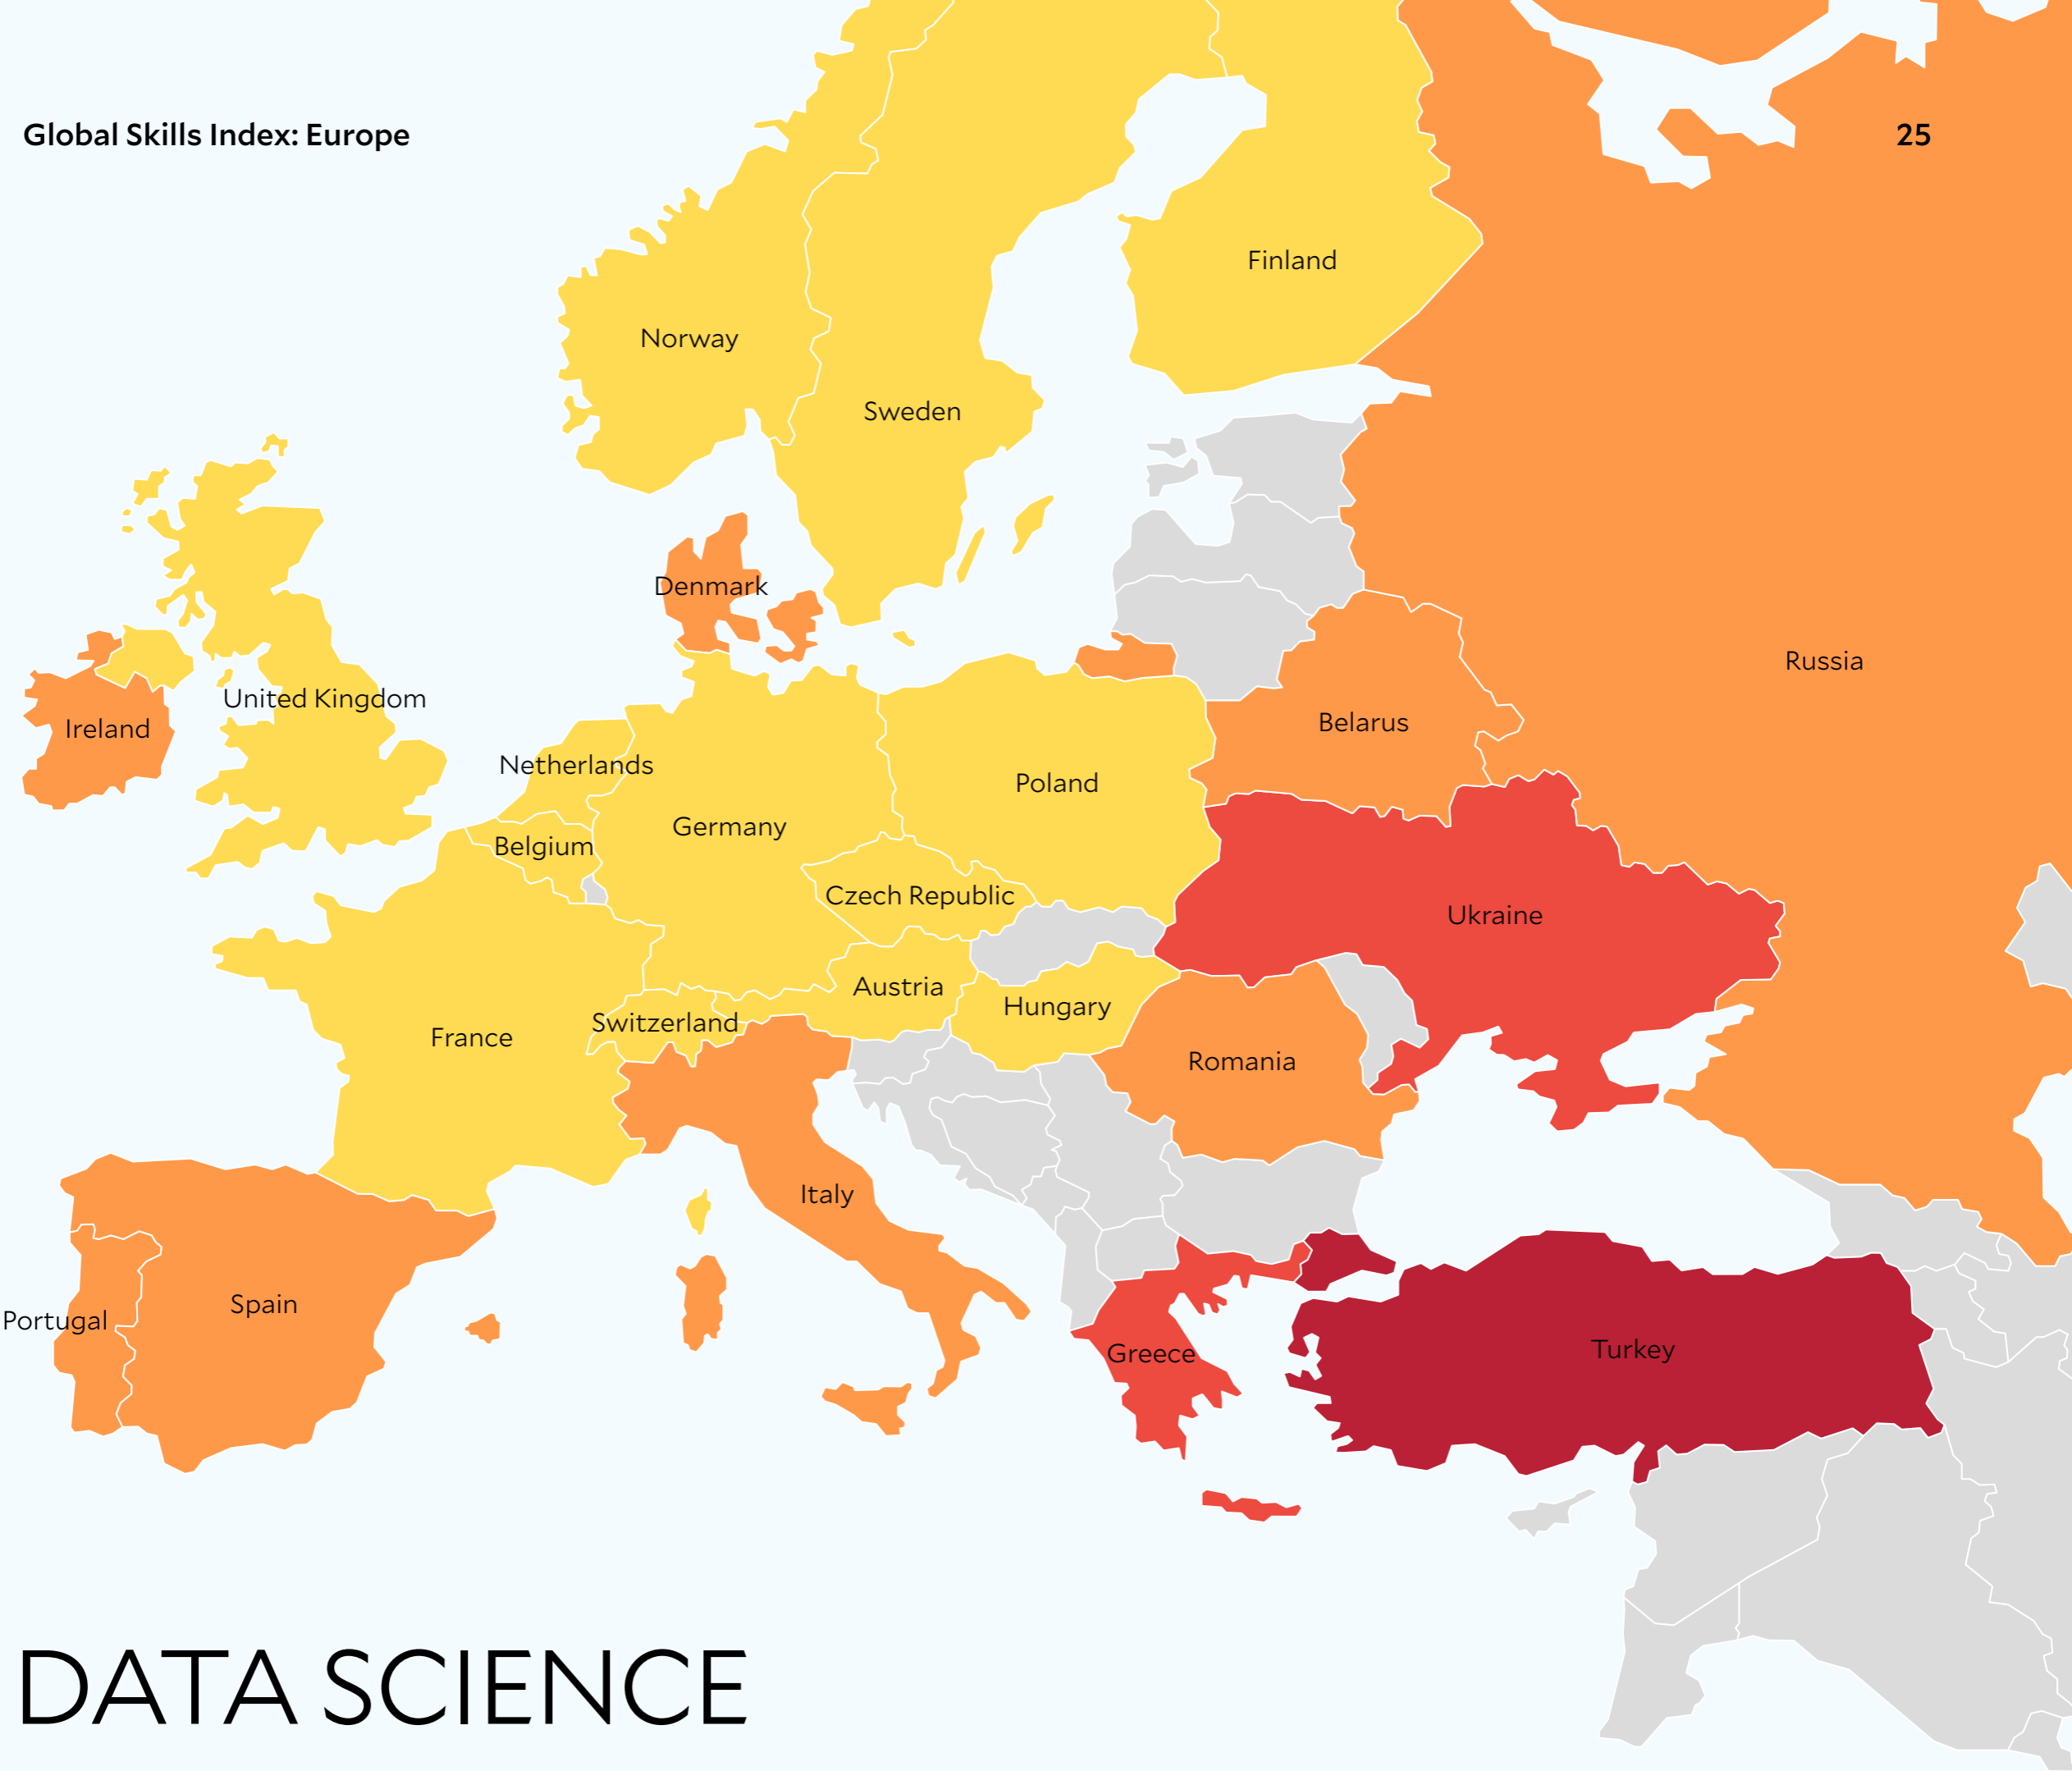 Global Skills Index: Europe
25
Finland
Norway
Sweden
Denmark
Russia
United Kingdom
Belarus
Ireland
Netherlands
Poland
Germany
Belgium
Czech Republic
Ukraine
Austria
Hungary
Switzerland
France
Romania
Italy
Spain
Portugal
Turkey
Greece
DATA SCIENCE